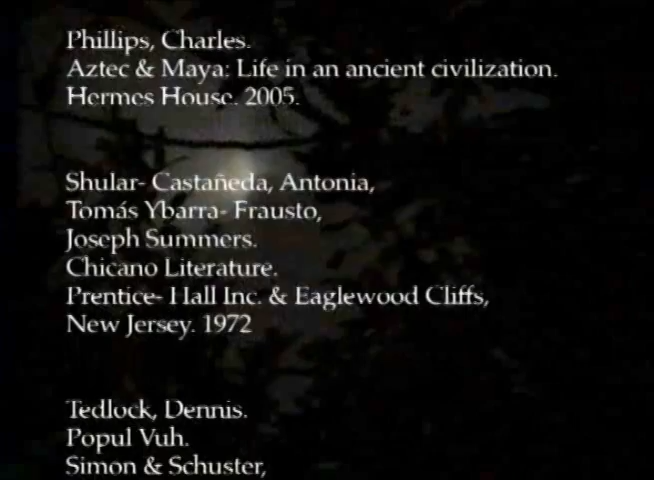 Phillips, Charles.
Aztec & Maya: Life in an ancient civilization.
Hermes House. 2005.
Shular- Castañeda, Antonia,
Tomás Ybarra- Frausto,
Joseph Summers.
Chicano Literature.
Prentice- Hall Inc. & Eaglewood Cliffs,
New Jersey. 1972
Tedlock, Dennis.
Popul Vuh.
Simon & Schuster,